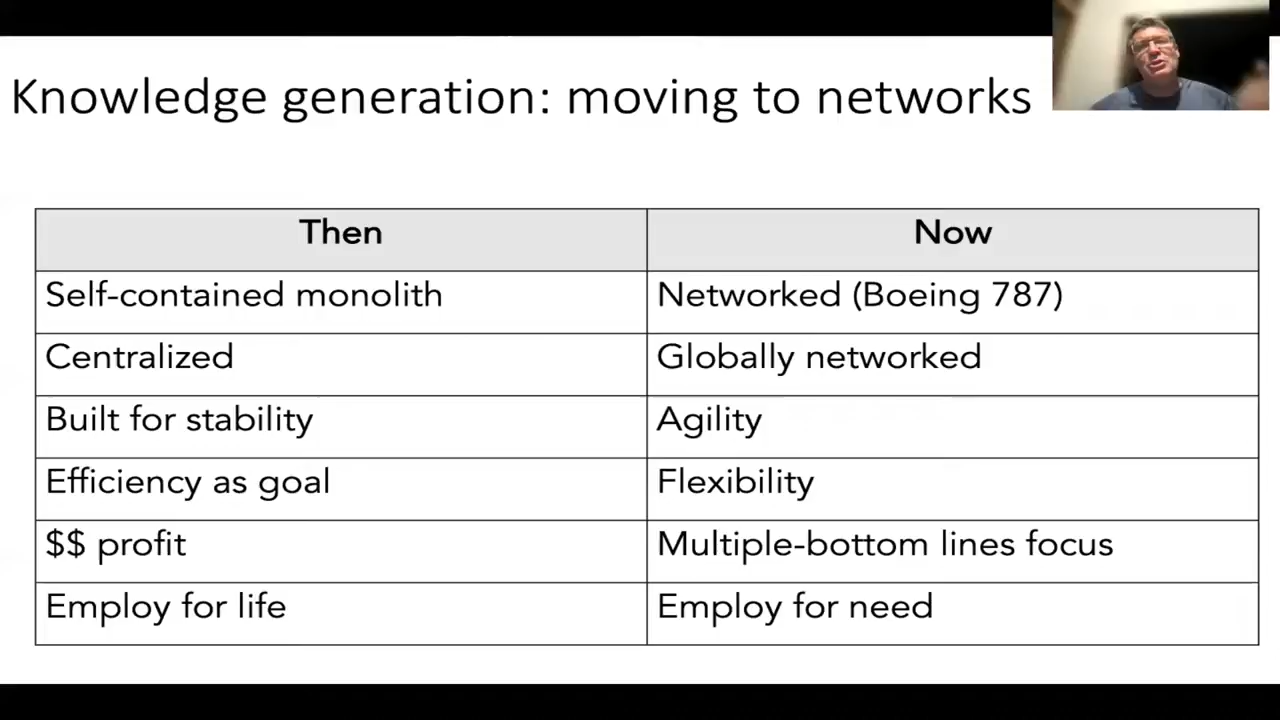 Knowledge generation: moving to networks
Then Now
Self-contained monolith Networked (Boeing 787)
Centralized Globally networked
Built for stability Agility
Efficiency as goal Flexibility
$$ profit Multiple-bottom lines focus
Employ for life Employ for need